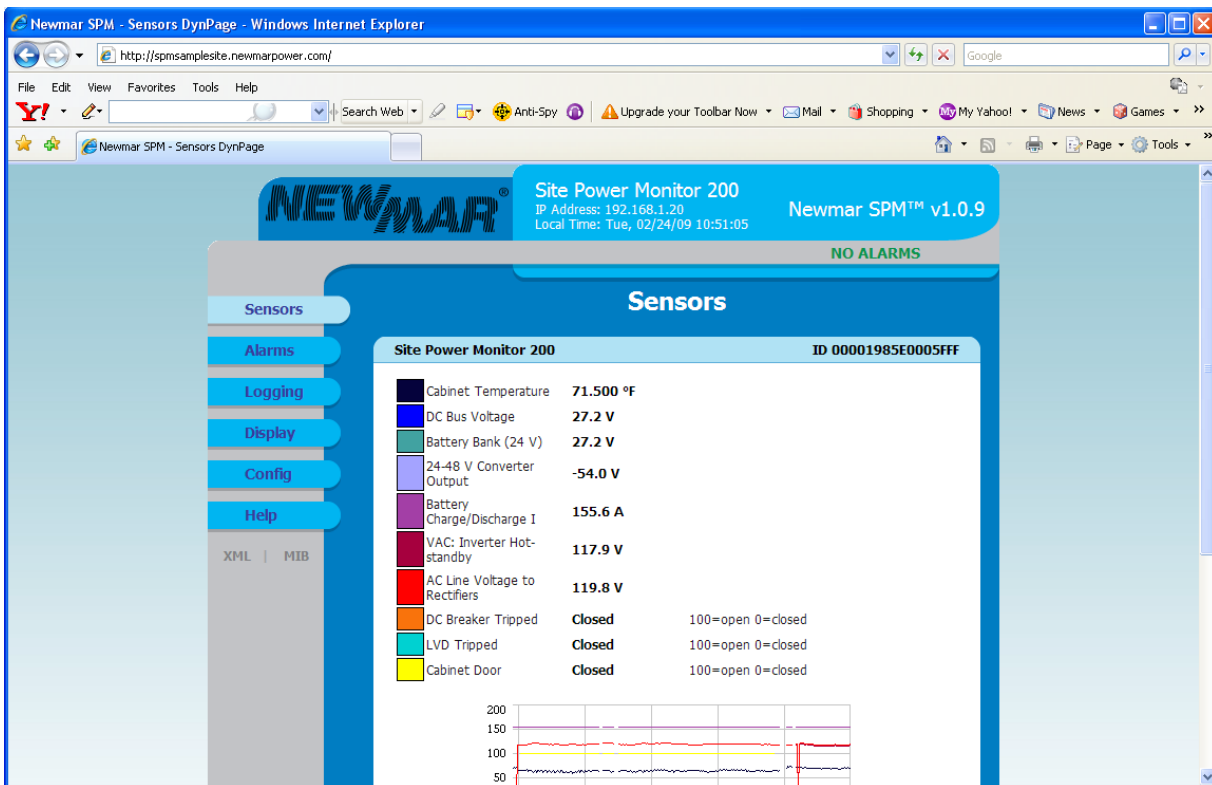 Newmar SPM - Sensors DynPage - Windows Internet Explorer
http://spmsamplesite.newmarpower.com/
Google
File Edit View Favorites Tools Help
Y! Search Web Anti-Spy Upgrade your Toolbar Now Mail Shopping My My Yahoo! News Games >>
Newmar SPM - Sensors DynPage
Page Tools >>
NEWMAR®
Site Power Monitor 200
IP Address: 192.168.1.20
Local Time: Tue, 02/24/09 10:51:05
Newmar SPM™ v1.0.9
NO ALARMS
Sensors
Sensors
Alarms
Logging
Display
Config
Help
XML | MIB
Site Power Monitor 200 ID 00001985E0005FFF
Cabinet Temperature 71.500 ºF
DC Bus Voltage 27.2 V
Battery Bank (24 V) 27.2 V
24-48 V Converter
Output
-54.0 V
Battery
Charge/Discharge I
155.6 A
VAC: Inverter Hot-
standby
117.9 V
AC Line Voltage to
Rectifiers
119.8 V
DC Breaker Tripped Closed 100=open 0=closed
LVD Tripped Closed 100=open 0=closed
Cabinet Door Closed 100=open 0=closed
200
150
100
50